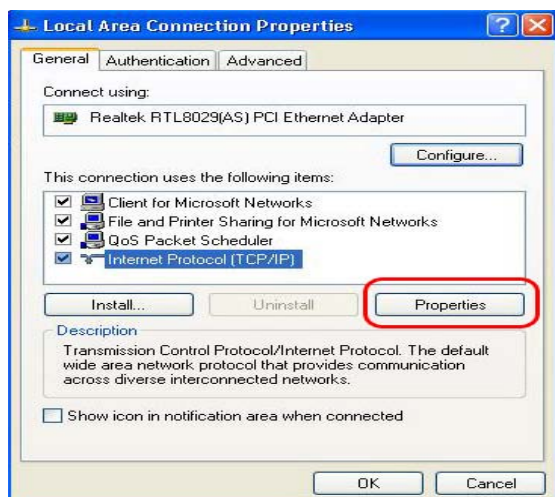 Local Area Connection Properties
General Authentication Advanced
Connect using:
Realtek RTL8029(AS) PCI Ethernet Adapter
Configure...
This connection uses the following items:
Client for Microsoft Networks
File and Printer Sharing for Microsoft Networks
QoS Packet Scheduler
Internet Protocol (TCP/IP)
Install... Uninstall Properties
Description
Transmission Control Protocol/Internet Protocol. The default
wide area network protocol that provides communication
across diverse interconnected networks.
Show icon in notification area when connected
OK Cancel